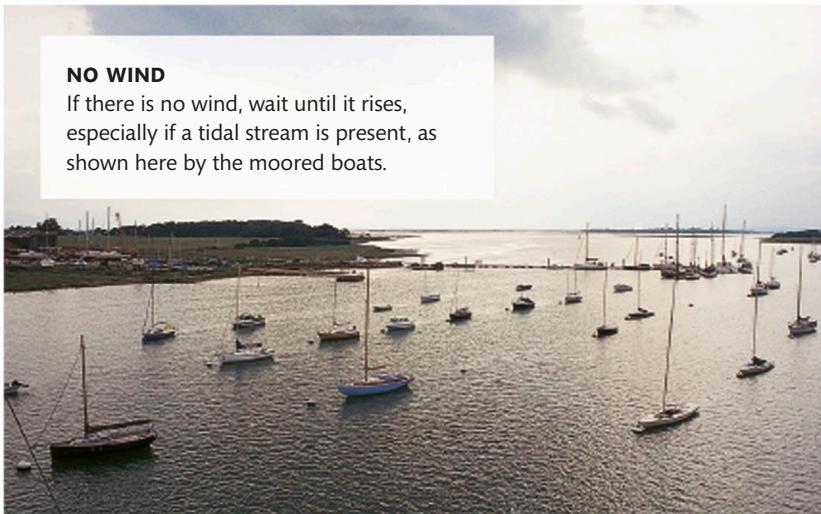 NO WIND
If there is no wind, wait until it rises,
especially if a tidal stream is present, as
shown here by the moored boats.